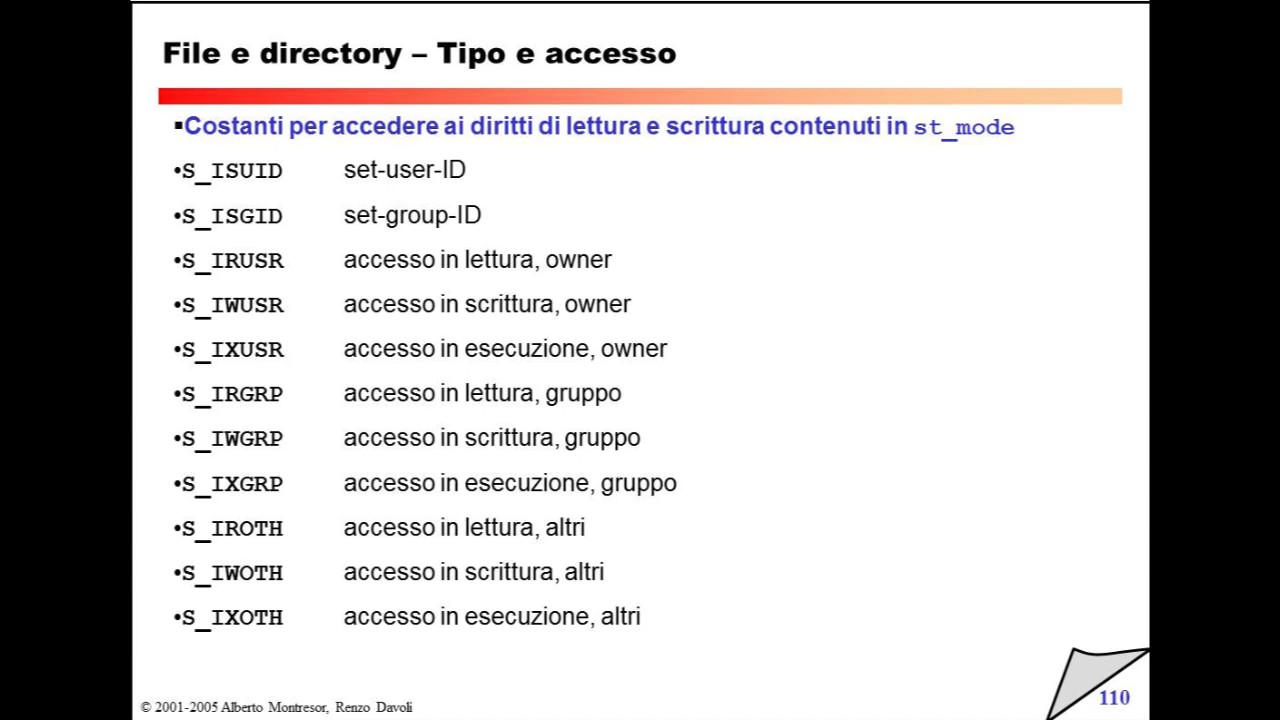 File e directory – Tipo e accesso
▪Costanti per accedere ai diritti di lettura e scrittura contenuti in st_mode
•S_ISUID set-user-ID
•S_ISGID set-group-ID
•S_IRUSR accesso in lettura, owner
•S_IWUSR accesso in scrittura, owner
•S_IXUSR accesso in esecuzione, owner
•S_IRGRP accesso in lettura, gruppo
•S_IWGRP accesso in scrittura, gruppo
•S_IXGRP accesso in esecuzione, gruppo
•S_IROTH accesso in lettura, altri
•S_IWOTH accesso in scrittura, altri
•S_IXOTH accesso in esecuzione, altri
© 2001-2005 Alberto Montresor, Renzo Davoli
110